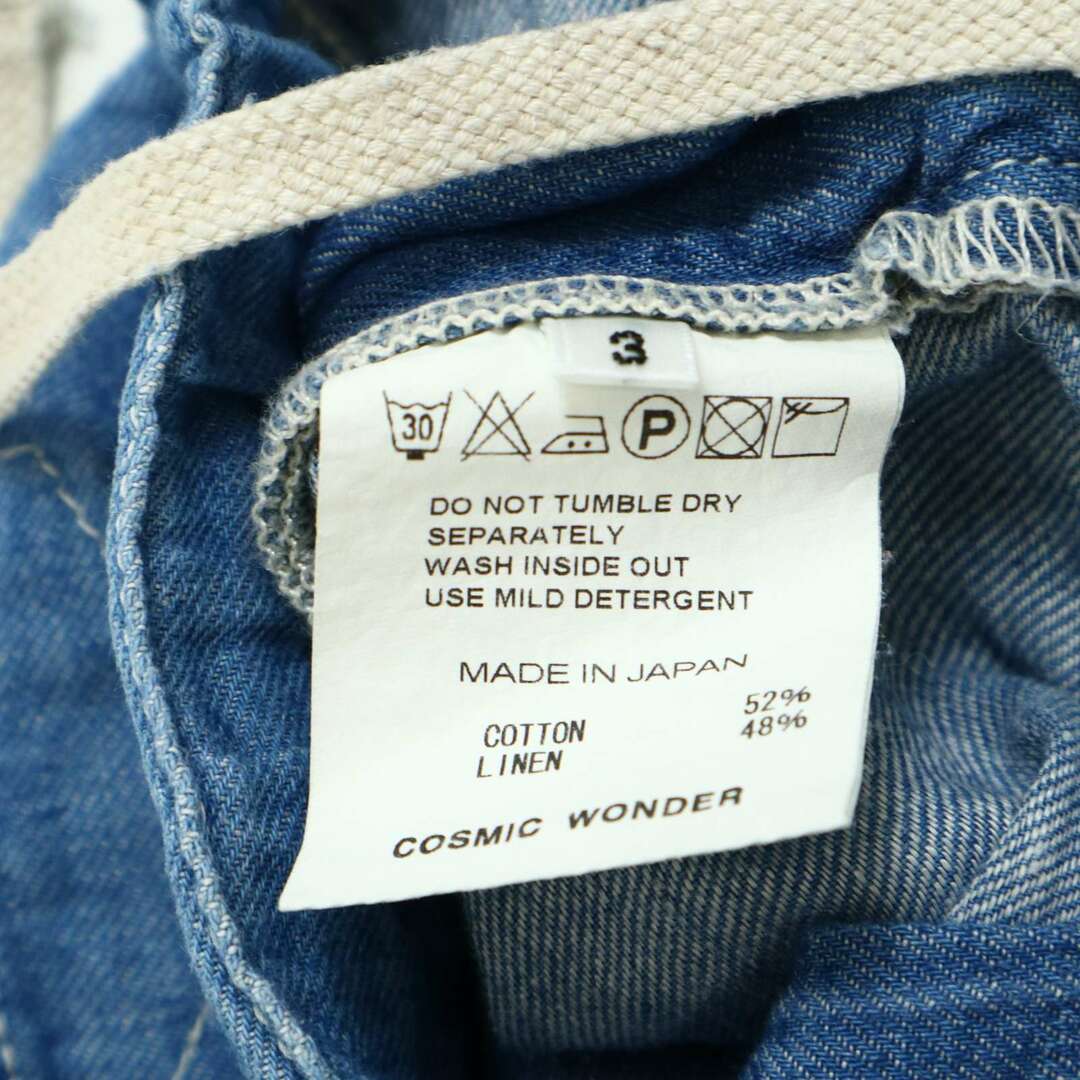 3
30 P
DO NOT TUMBLE DRY
SEPARATELY
WASH INSIDE OUT
USE MILD DETERGENT
MADE IN JAPAN
COTTON 52%
LINEN 48%
COSMIC WONDER